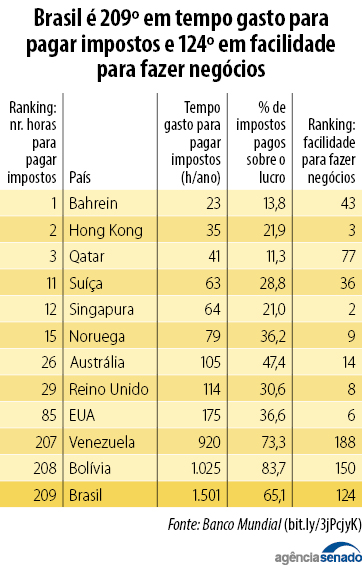 Brasil é 209º em tempo gasto para
pagar impostos e 124º em facilidade
para fazer negócios
Ranking:
nr. horas
para
pagar
impostos
País
Tempo
gasto para
pagar
impostos
(h/ano)
% de
impostos
pagos
sobre o
lucro
Ranking:
facilidade
para fazer
negócios
1 Bahrein 23 13,8 43
2 Hong Kong 35 21,9 3
3 Qatar 41 11,3 77
11 Suíça 63 28,8 36
12 Singapura 64 21,0 2
15 Noruega 79 36,2 9
26 Austrália 105 47,4 14
29 Reino Unido 114 30,6 8
85 EUA 175 36,6 6
207 Venezuela 920 73,3 188
208 Bolívia 1.025 83,7 150
209 Brasil 1.501 65,1 124
Fonte: Banco Mundial (bit.ly/3jPcjyK)
agênciasenado